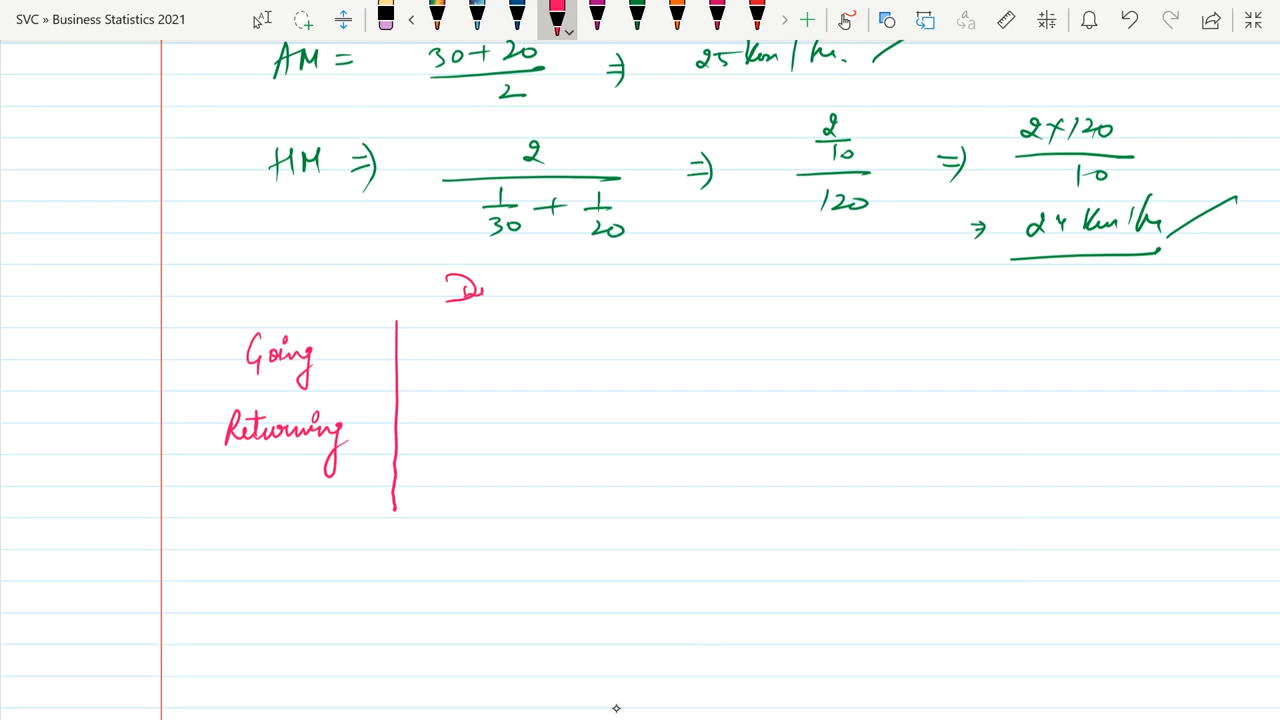 SVC » Business Statistics 2021
AM = 30 + 20 / 2 ⇒ 25 Km / hr.
HM ⇒ 2 / (1/30 + 1/20) ⇒ 2/10 / 120 ⇒ 2 × 120 / 10
⇒ 24 Km / hr
Going
Returning